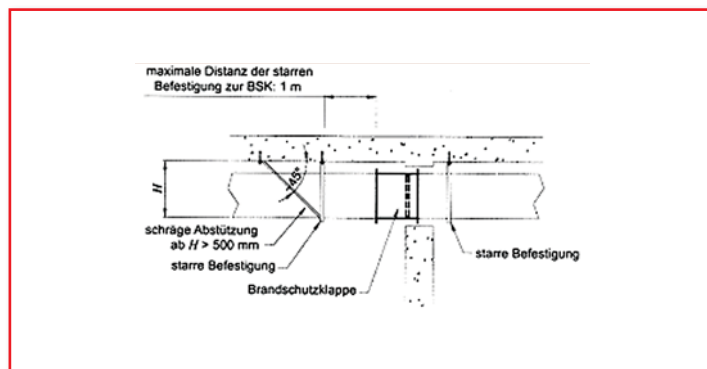 maximale Distanz der starren
Befestigung zur BSK: 1 m
H
45°
schräge Abstützung
ab H > 500 mm
starre Befestigung
starre Befestigung
Brandschutzklappe